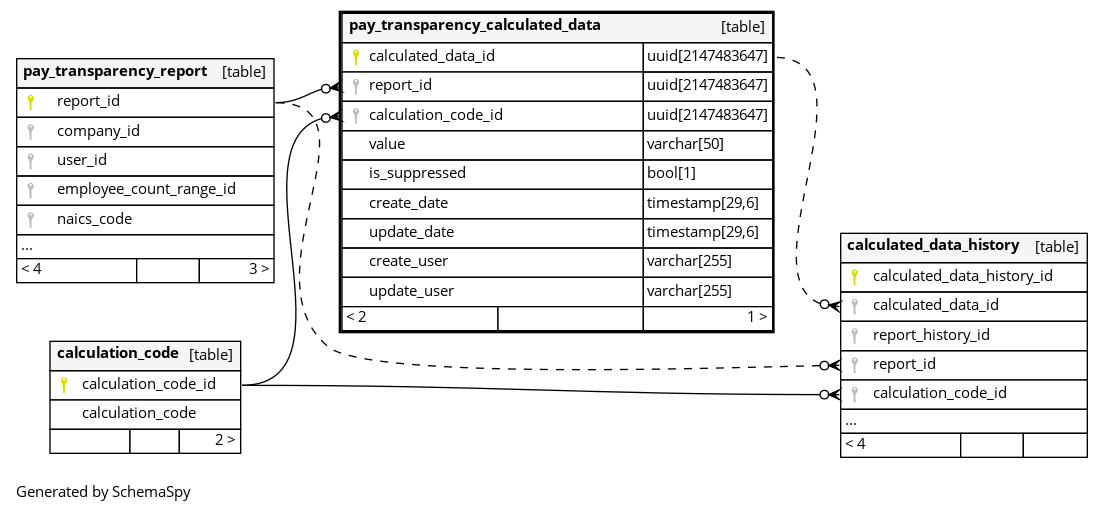 pay_transparency_calculated_data [table]
calculated_data_id uuid[2147483647]
report_id uuid[2147483647]
calculation_code_id uuid[2147483647]
value varchar[50]
is_suppressed bool[1]
create_date timestamp[29,6]
update_date timestamp[29,6]
create_user varchar[255]
update_user varchar[255]
< 2 1 >
pay_transparency_report [table]
report_id
company_id
user_id
employee_count_range_id
naics_code
...
< 4 3 >
calculation_code [table]
calculation_code_id
calculation_code
2 >
calculated_data_history [table]
calculated_data_history_id
calculated_data_id
report_history_id
report_id
calculation_code_id
...
< 4
Generated by SchemaSpy